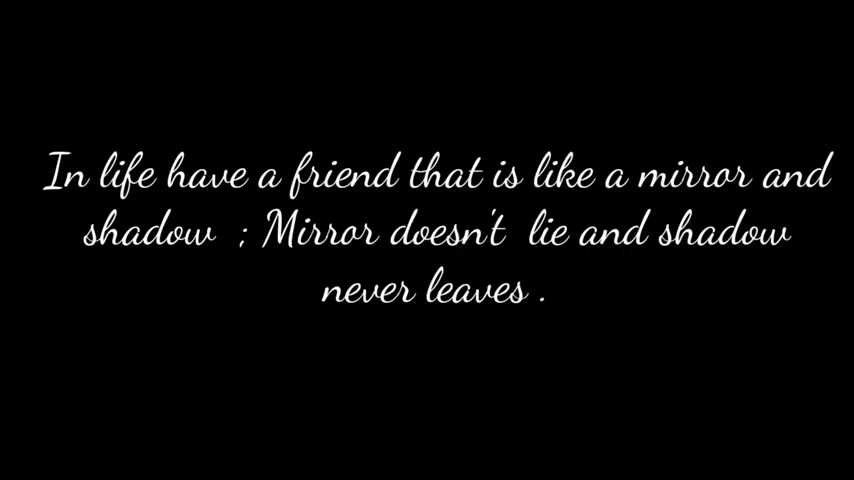 In life have a friend that is like a mirror and
shadow ; Mirror doesn't lie and shadow
never leaves .